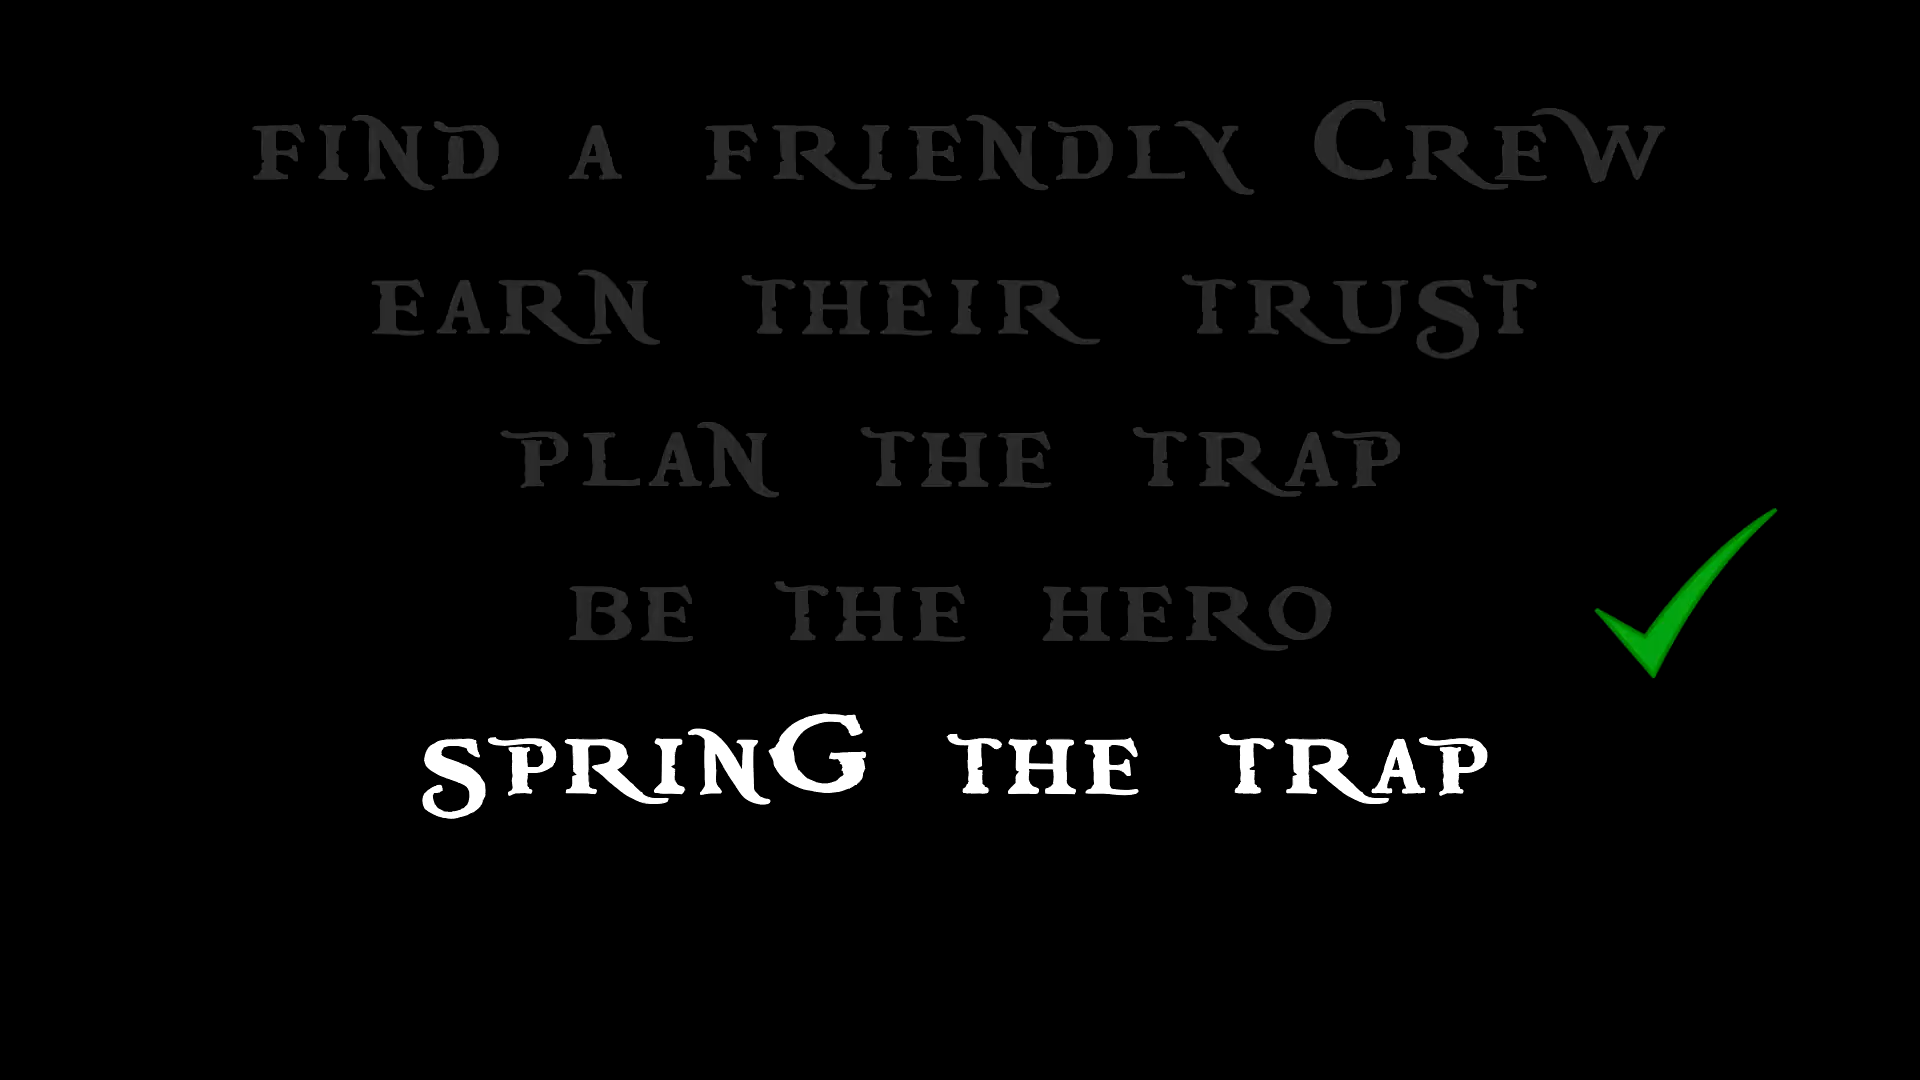 FIND A FRIENDLY CREW
EARN THEIR TRUST
PLAN THE TRAP
BE THE HERO
SPRING THE TRAP